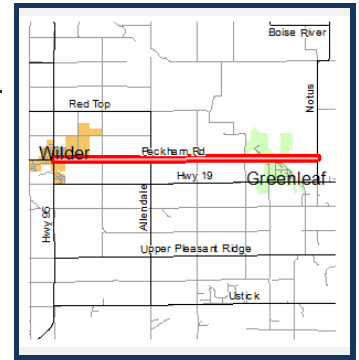 Boise River
Notus
Red Top
Wilder
Peckham Rd
Hwy 19
Greenleaf
Hwy 95
Allendale
Upper Pleasant Ridge
Ustick